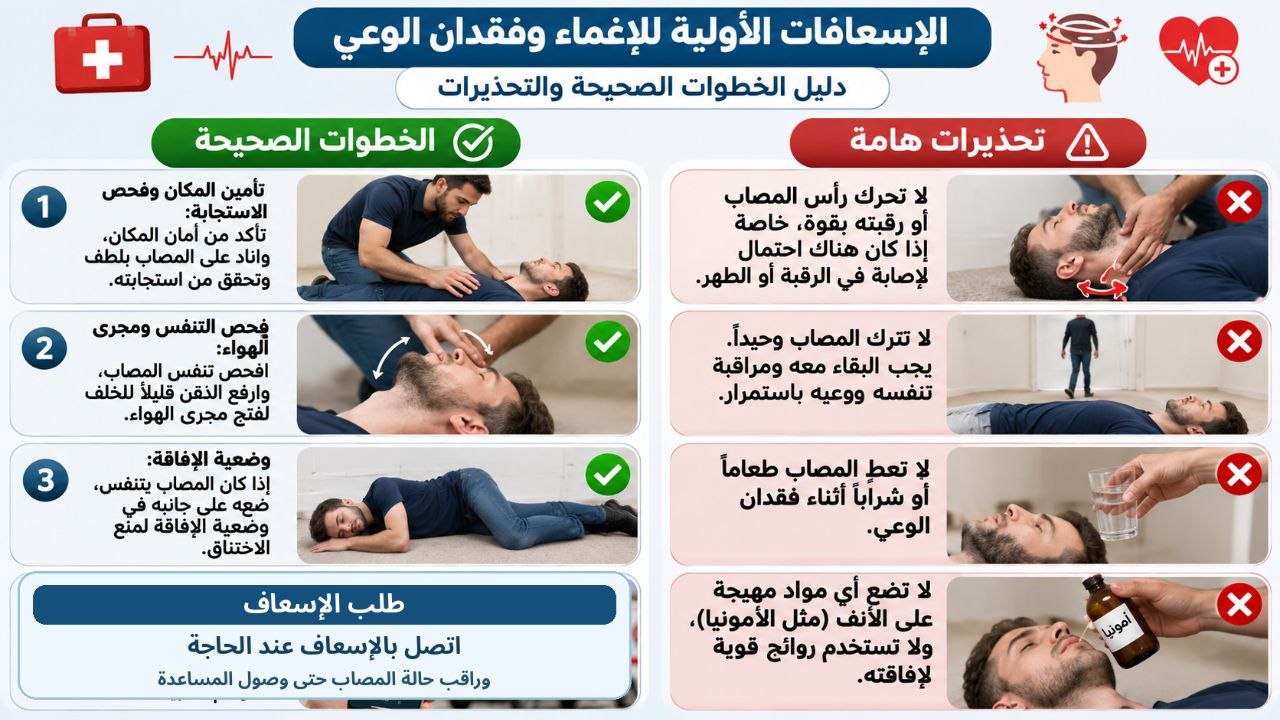 الإسعافات الأولية للإغماء وفقدان الوعي
دليل الخطوات الصحيحة والتحذيرات
تحذيرات هامة
لا تحرك رأس المصاب
أو رقبته بقوة، خاصة
إذا كان هناك احتمال
لإصابة في الرقبة أو الطهر.
لا تترك المصاب وحيداً.
يجب البقاء معه ومراقبة
تنفسه ووعيه باستمرار.
لا تعطِ المصاب طعاماً
أو شراباً أثناء فقدان
الوعي.
لا تضع أي مواد مهيجة
على الأنف (مثل الأمونيا)،
ولا تستخدم روائح قوية
لإفاقته.
أمونيا
الخطوات الصحيحة
1
تأمين المكان وفحص
الاستجابة:
تأكد من أمان المكان،
واناد على المصاب بلطف
وتحقق من استجابته.
2
فحص التنفس ومجرى
الهواء:
افحص تنفس المصاب،
وارفع الذقن قليلاً للخلف
لفتح مجرى الهواء.
3
وضعية الإفاقة:
إذا كان المصاب يتنفس،
ضعه على جانبه في
وضعية الإفاقة لمنع
الاختناق.
طلب الإسعاف
اتصل بالإسعاف عند الحاجة
وراقب حالة المصاب حتى وصول المساعدة